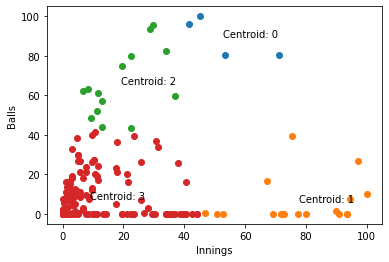 100
80
60
40
20
0
Balls
Centroid: 0
Centroid: 2
Centroid: 3
Centroid: 1
0
20
40
60
80
100
Innings